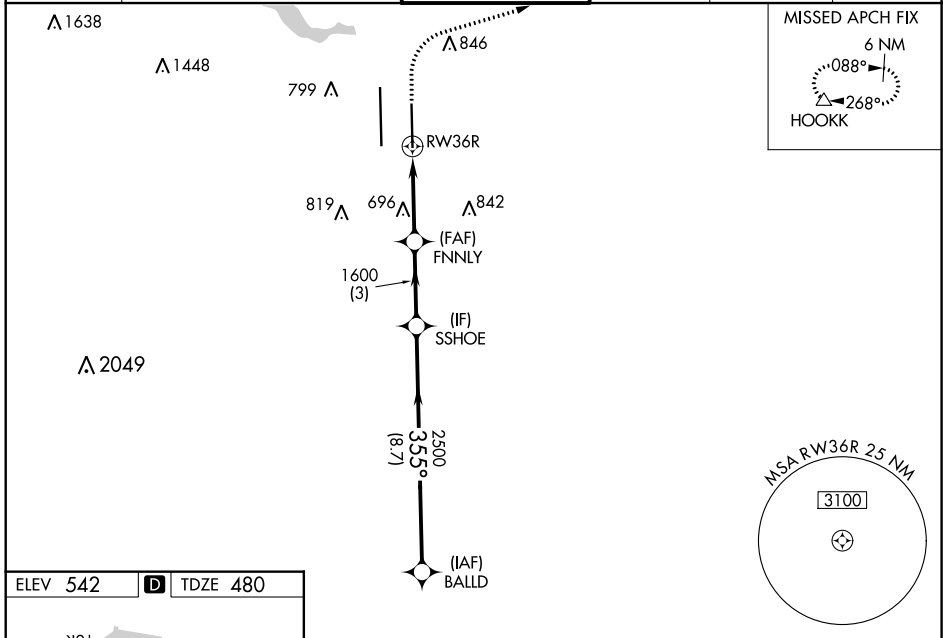 1638
1448
799
846
MISSED APCH FIX
6 NM
088°
268°
HOOKK
RW36R
819
696
842
(FAF)
FNNLY
1600
(3)
(IF)
SSHOE
2049
2500
355°
(8.7)
(IAF)
BALLD
MSA RW36R 25 NM
3100
ELEV 542
D
TDZE 480